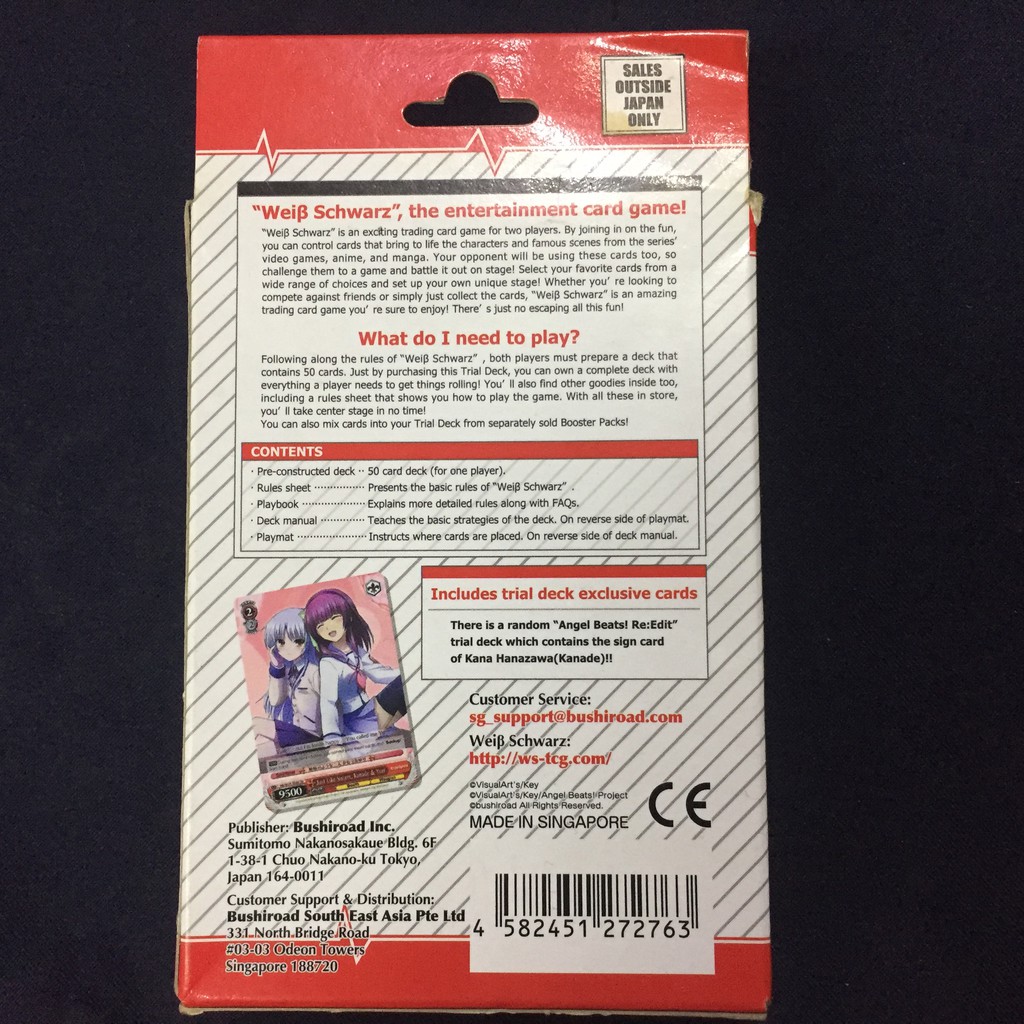 SALES
OUTSIDE
JAPAN
ONLY
“Weiβ Schwarz”, the entertainment card game!
“Weiβ Schwarz” is an exciting trading card game for two players. By joining in on the fun,
you can control cards that bring to life the characters and famous scenes from the series’
video games, anime, and manga. Your opponent will be using these cards too, so
challenge them to a game and battle it out on stage! Select your favorite cards from a
wide range of choices and set up your own unique stage! Whether you’ re looking to
compete against friends or simply just collect the cards, “Weiβ Schwarz” is an amazing
trading card game you’ re sure to enjoy! There’ s just no escaping all this fun!
What do I need to play?
Following along the rules of “Weiβ Schwarz” , both players must prepare a deck that
contains 50 cards. Just by purchasing this Trial Deck, you can own a complete deck with
everything a player needs to get things rolling! You’ ll also find other goodies inside too,
including a rules sheet that shows you how to play the game. With all these in store,
you’ ll take center stage in no time!
You can also mix cards into your Trial Deck from separately sold Booster Packs!
CONTENTS
· Pre-constructed deck ·· 50 card deck (for one player).
· Rules sheet ················ Presents the basic rules of “Weiβ Schwarz” .
· Playbook ···················· Explains more detailed rules along with FAQs.
· Deck manual ·············· Teaches the basic strategies of the deck. On reverse side of playmat.
· Playmat ······················ Instructs where cards are placed. On reverse side of deck manual.
Includes trial deck exclusive cards
There is a random “Angel Beats! Re:Edit”
trial deck which contains the sign card
of Kana Hanazawa(Kanade)!!
2
9500
Customer Service:
sg_support@bushiroad.com
Weiβ Schwarz:
http://ws-tcg.com/
©VisualArt's/Key
©VisualArt's/Key/Angel Beats! Project
©bushiroad All Rights Reserved.
MADE IN SINGAPORE
CE
Publisher: Bushiroad Inc.
Sumitomo Nakanosakaue Bldg. 6F
1-38-1 Chuo Nakano-ku Tokyo,
Japan 164-0011
Customer Support & Distribution:
Bushiroad South East Asia Pte Ltd
331 North Bridge Road
#03-03 Odeon Towers
Singapore 188720
4 582451 272763